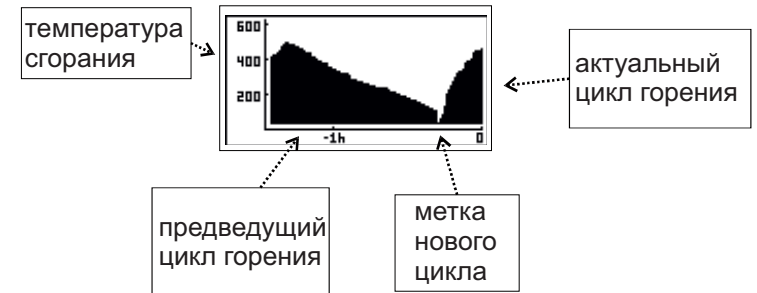 температура
сгорания
600
400
200
-1h
0
актуальный
цикл горения
предведущий
цикл горения
метка
нового
цикла